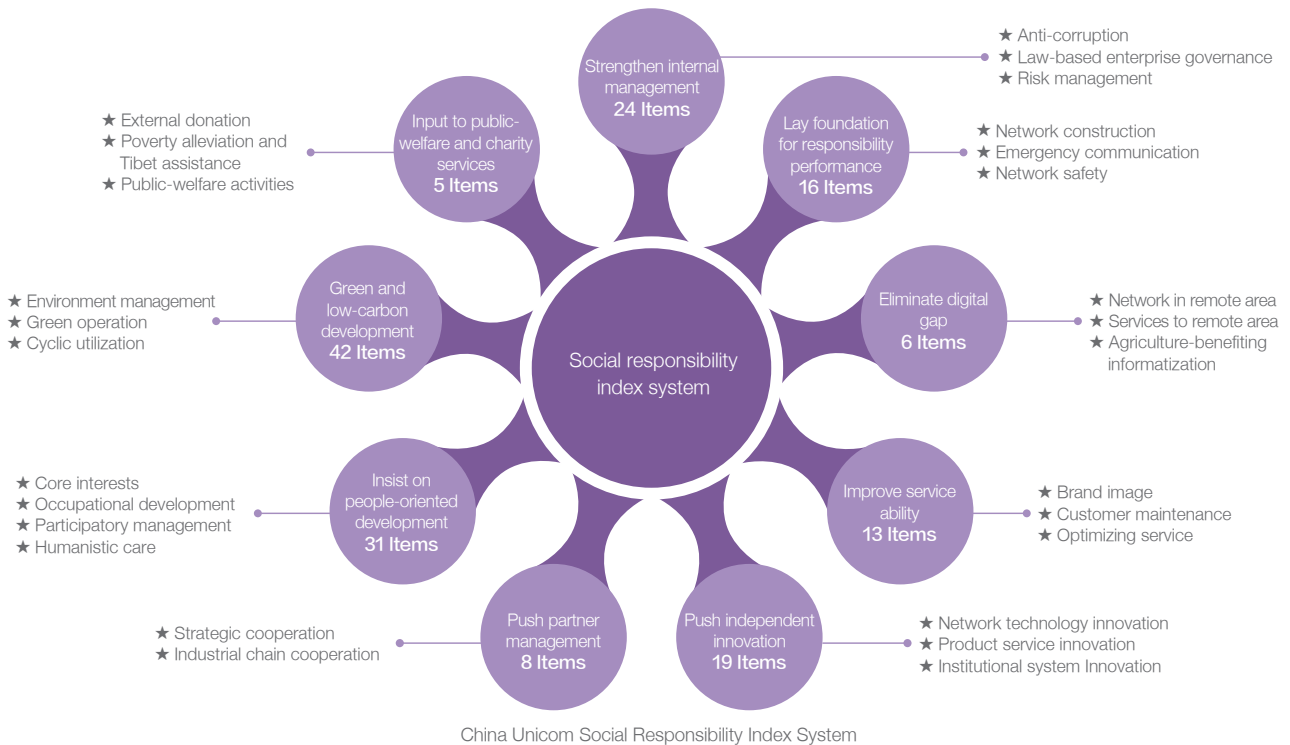 Strengthen internal
management
24 Items
★ Anti-corruption
★ Law-based enterprise governance
★ Risk management
Lay foundation
for responsibility
performance
16 Items
★ Network construction
★ Emergency communication
★ Network safety
Eliminate digital
gap
6 Items
★ Network in remote area
★ Services to remote area
★ Agriculture-benefiting
informatization
Improve service
ability
13 Items
★ Brand image
★ Customer maintenance
★ Optimizing service
Push independent
innovation
19 Items
★ Network technology innovation
★ Product service innovation
★ Institutional system Innovation
Push partner
management
8 Items
★ Strategic cooperation
★ Industrial chain cooperation
Insist on
people-oriented
development
31 Items
★ Core interests
★ Occupational development
★ Participatory management
★ Humanistic care
Green and
low-carbon
development
42 Items
★ Environment management
★ Green operation
★ Cyclic utilization
Input to public-
welfare and charity
services
5 Items
★ External donation
★ Poverty alleviation and
Tibet assistance
★ Public-welfare activities
Social responsibility
index system
China Unicom Social Responsibility Index System